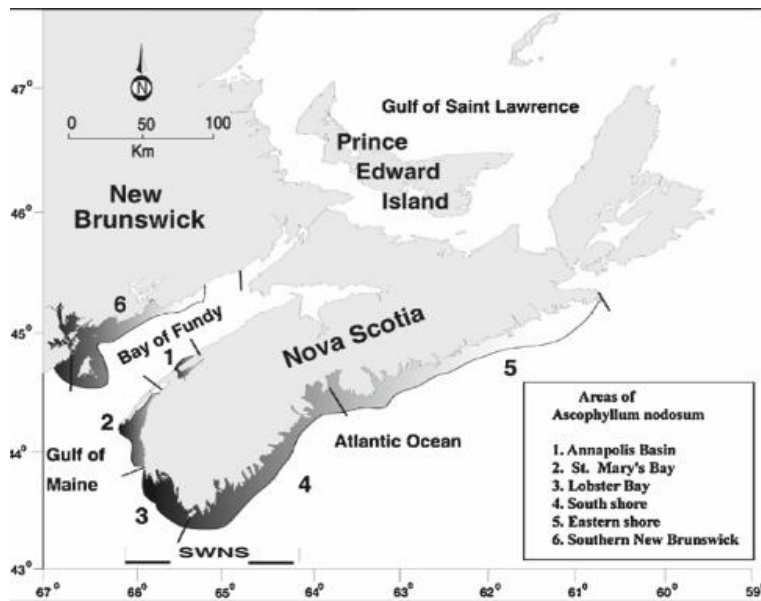 47°
46°
45°
44°
43°
67°
66°
65°
64°
63°
62°
61°
60°
59°
N
0 50 100
Km
Gulf of Saint Lawrence
Prince
Edward
Island
New
Brunswick
6
Bay of Fundy
1
Nova Scotia
5
2
Atlantic Ocean
Gulf of
Maine
4
3
SWNS
Areas of
Ascophyllum nodosum
1. Annapolis Basin
2. St. Mary's Bay
3. Lobster Bay
4. South shore
5. Eastern shore
6. Southern New Brunswick